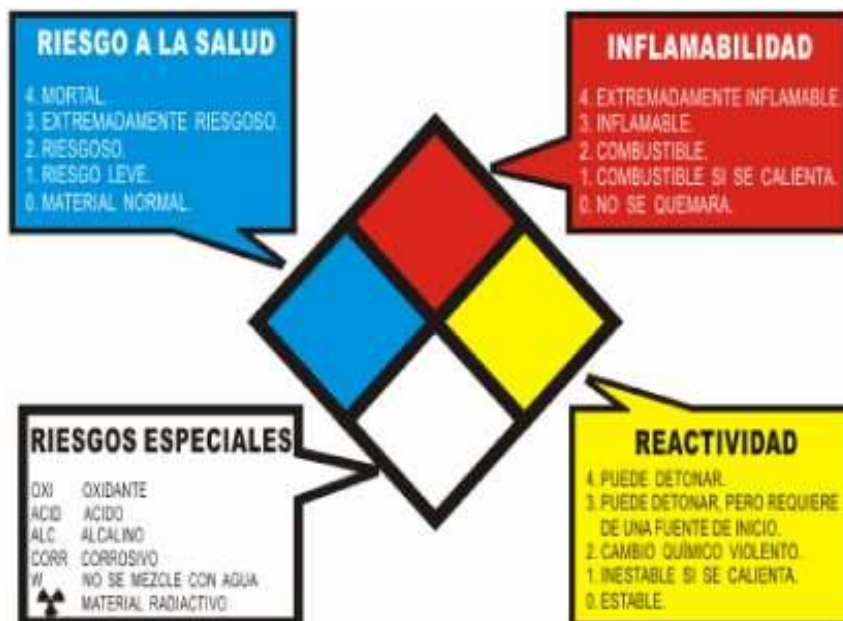 RIESGO A LA SALUD
4. MORTAL.
3. EXTREMADAMENTE RIESGOSO.
2. RIESGOSO.
1. RIESGO LEVE.
0. MATERIAL NORMAL.
INFLAMABILIDAD
4. EXTREMADAMENTE INFLAMABLE.
3. INFLAMABLE.
2. COMBUSTIBLE.
1. COMBUSTIBLE SI SE CALIENTA.
0. NO SE QUEMARA.
RIESGOS ESPECIALES
OXI OXIDANTE
ACID ACIDO
ALC ALCALINO
CORR CORROSIVO
W NO SE MEZCLE CON AGUA
MATERIAL RADIACTIVO
REACTIVIDAD
4. PUEDE DETONAR.
3. PUEDE DETONAR, PERO REQUIERE
DE UNA FUENTE DE INICIO.
2. CAMBIO QUÍMICO VIOLENTO.
1. INESTABLE SI SE CALIENTA.
0. ESTABLE.